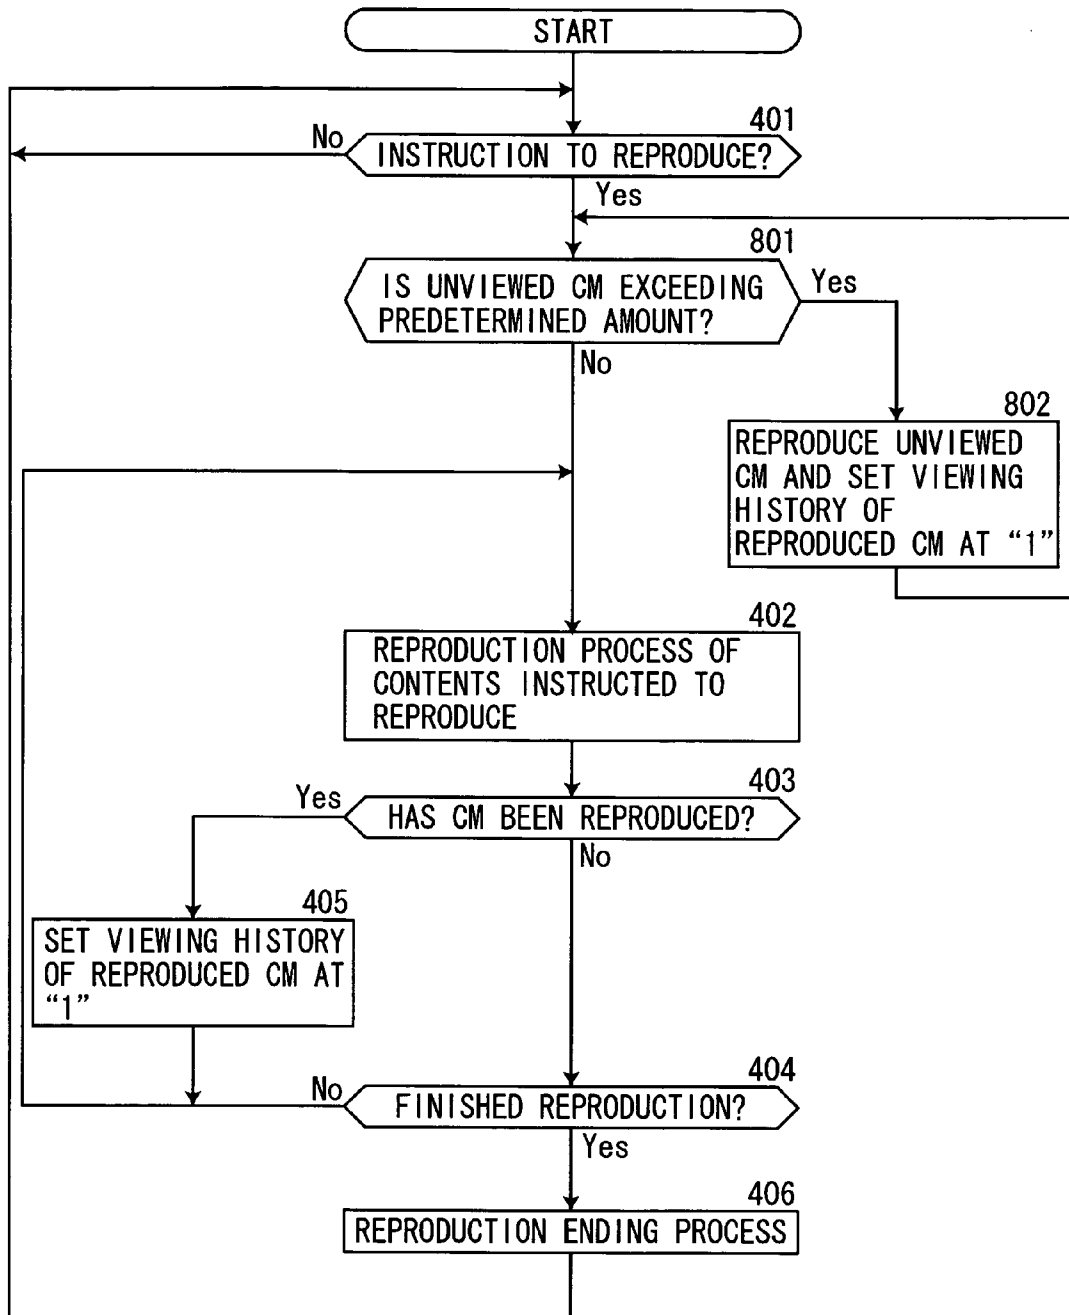 START
401
No
INSTRUCTION TO REPRODUCE?
Yes
801
IS UNVIEWED CM EXCEEDING
PREDETERMINED AMOUNT?
Yes
No
802
REPRODUCE UNVIEWED
CM AND SET VIEWING
HISTORY OF
REPRODUCED CM AT “1”
402
REPRODUCTION PROCESS OF
CONTENTS INSTRUCTED TO
REPRODUCE
403
Yes
HAS CM BEEN REPRODUCED?
No
405
SET VIEWING HISTORY
OF REPRODUCED CM AT
“1”
404
No
FINISHED REPRODUCTION?
Yes
406
REPRODUCTION ENDING PROCESS